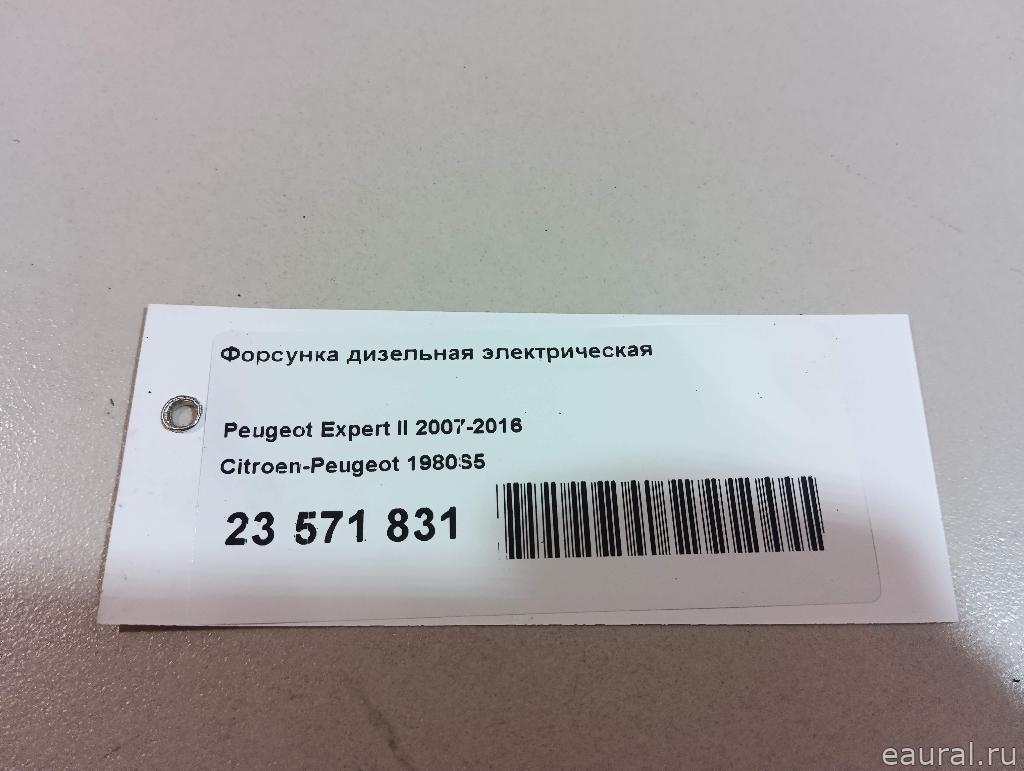 Форсунка дизельная электрическая
Peugeot Expert II 2007-2016
Citroen-Peugeot 1980S5
23 571 831
eaural.ru